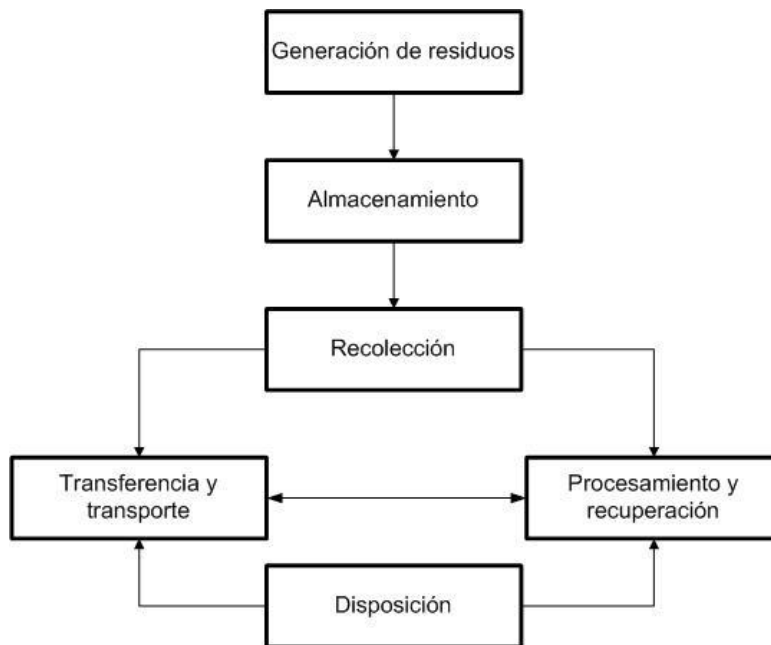 Generación de residuos
Almacenamiento
Recolección
Transferencia y
transporte
Procesamiento y
recuperación
Disposición